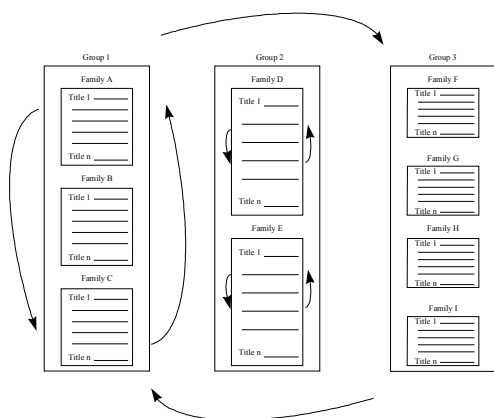 Group 1
Family A
Title 1
Title n
Family B
Title 1
Title n
Family C
Title 1
Title n
Group 2
Family D
Title 1
Title n
Family E
Title 1
Title n
Group 3
Family F
Title 1
Title n
Family G
Title 1
Title n
Family H
Title 1
Title n
Family I
Title 1
Title n